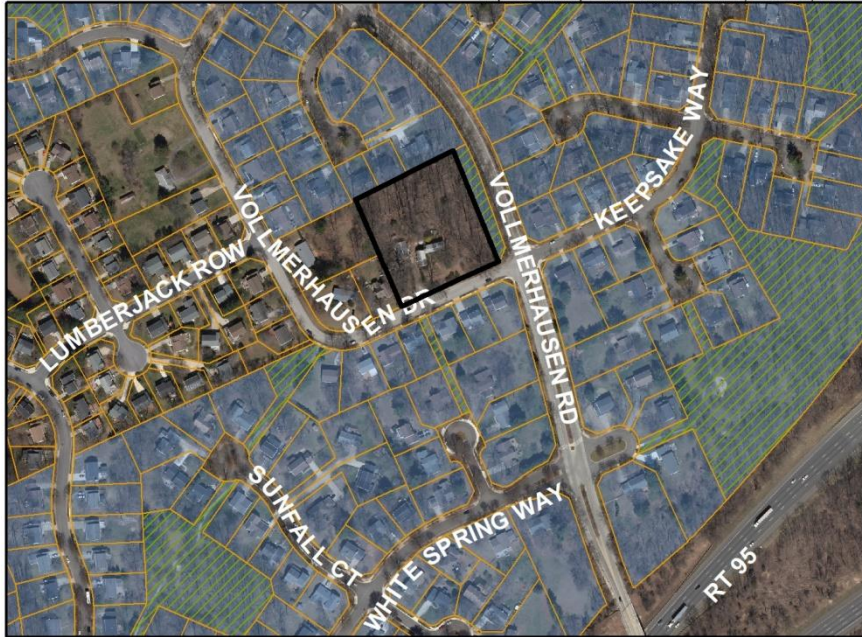 KEEPSAKE WAY
VOLLMERHAUSEN RD
VOLLMERHAUSEN DR
LUMBERJACK ROW
SUNFALL CT
WHITE SPRING WAY
RT 95